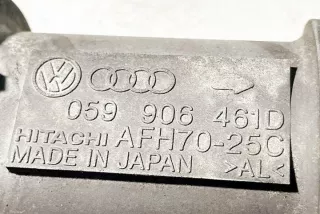 059 906 461D
HITACHI AFH70-25C
MADE IN JAPAN >AL<